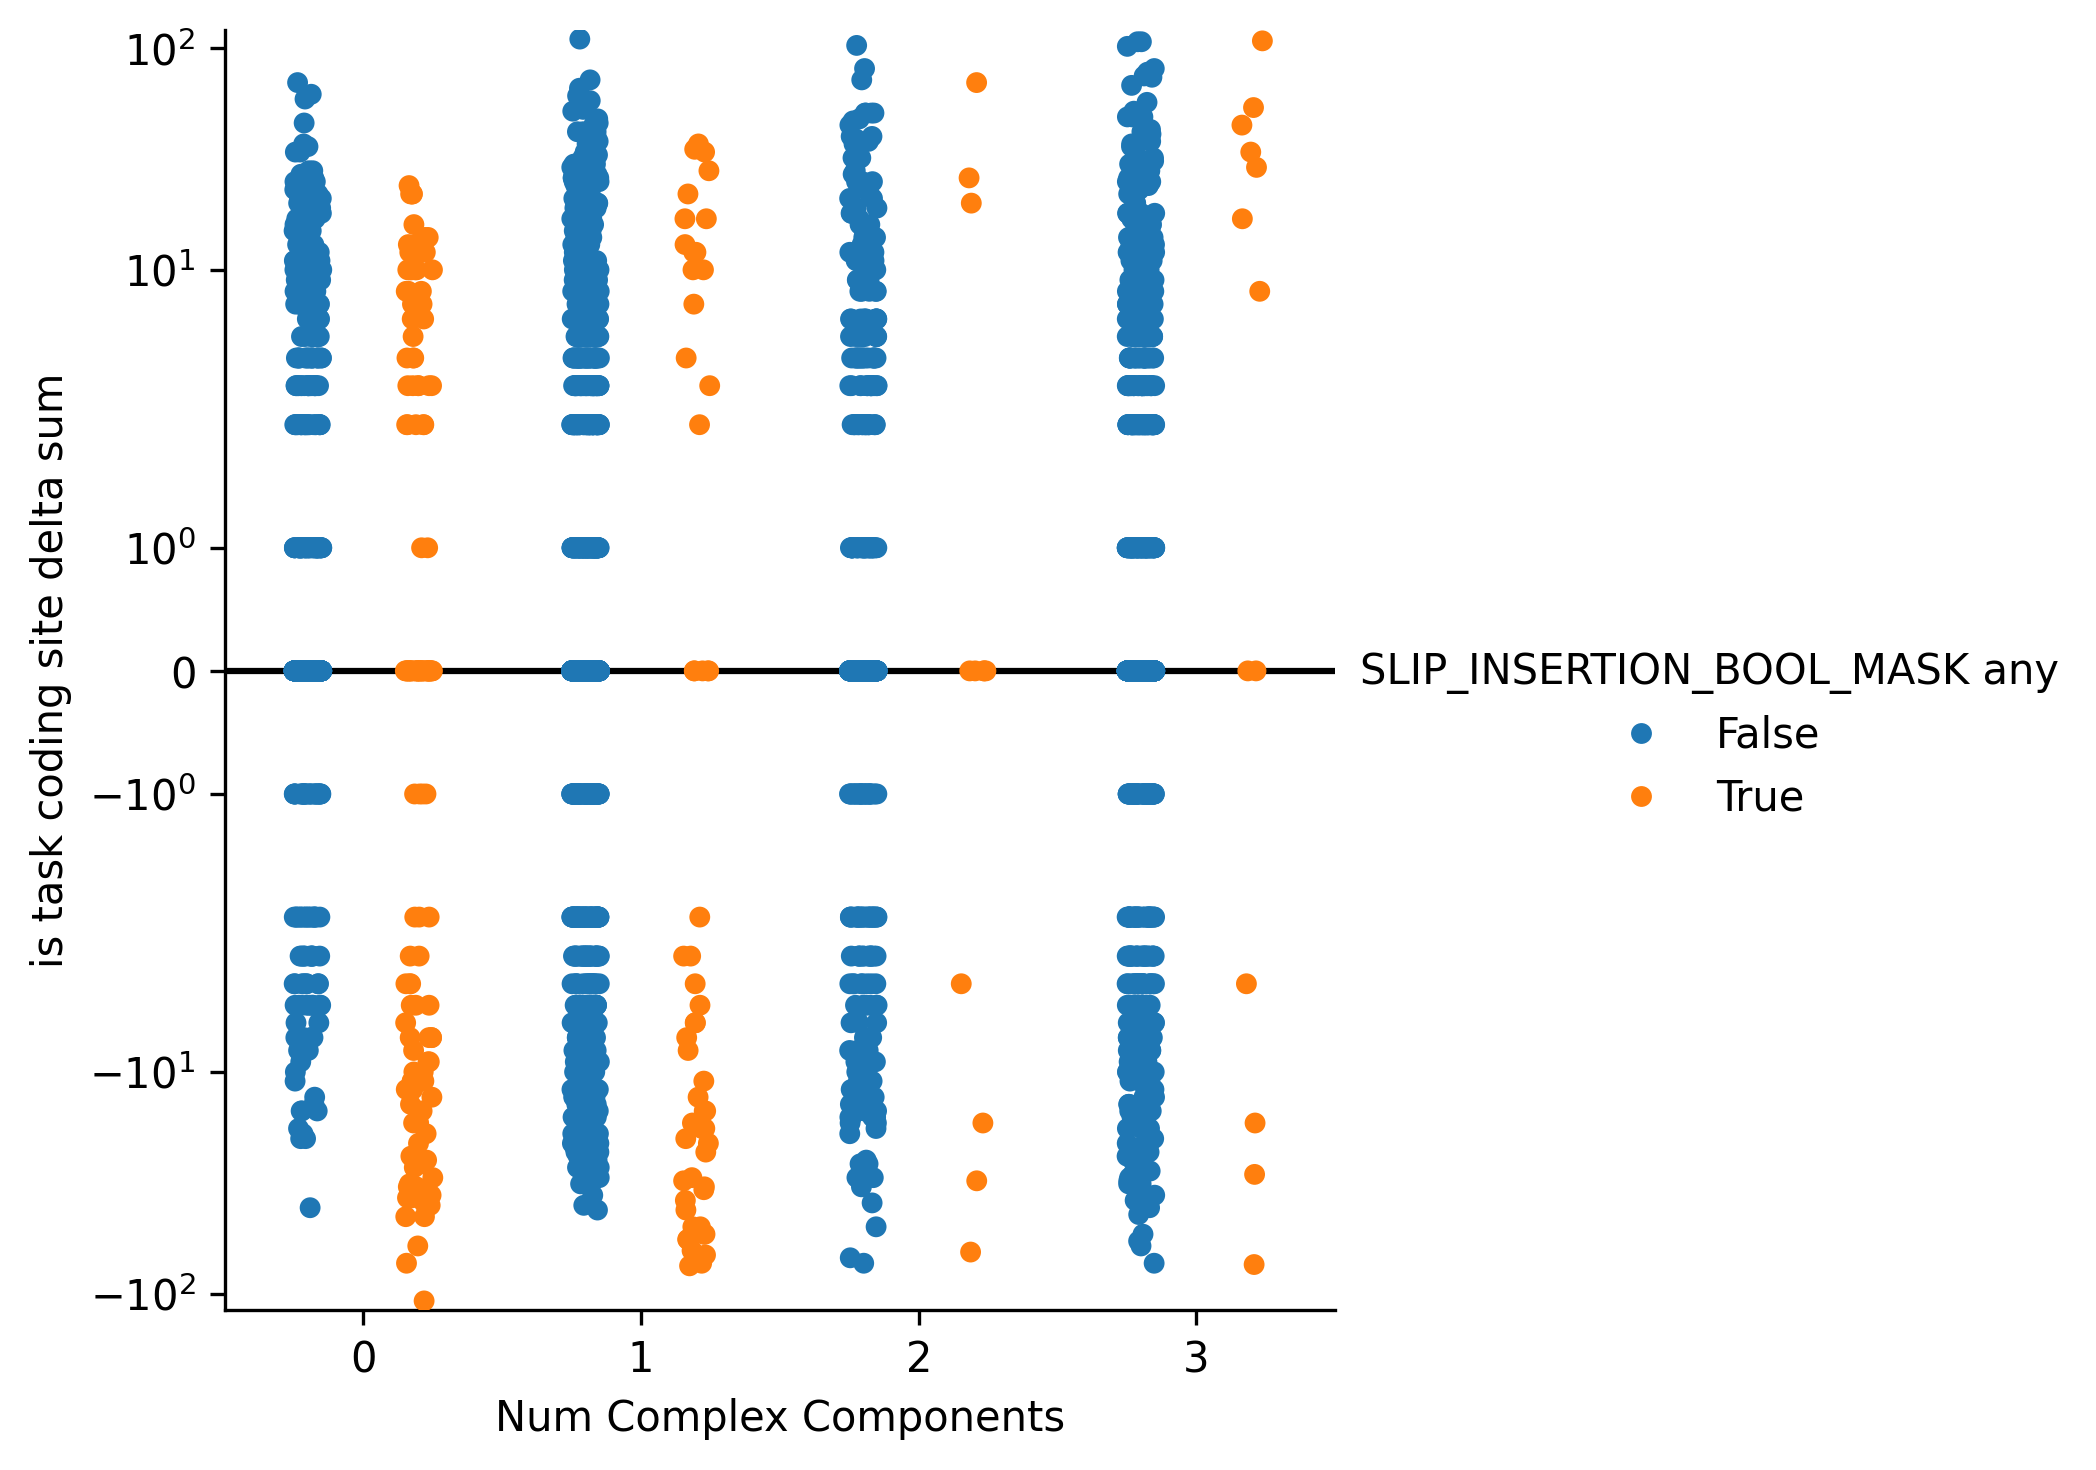 10²
10¹
10⁰
0
−10⁰
−10¹
−10²
is task coding site delta sum
0 1 2 3
Num Complex Components
SLIP_INSERTION_BOOL_MASK any
False
True